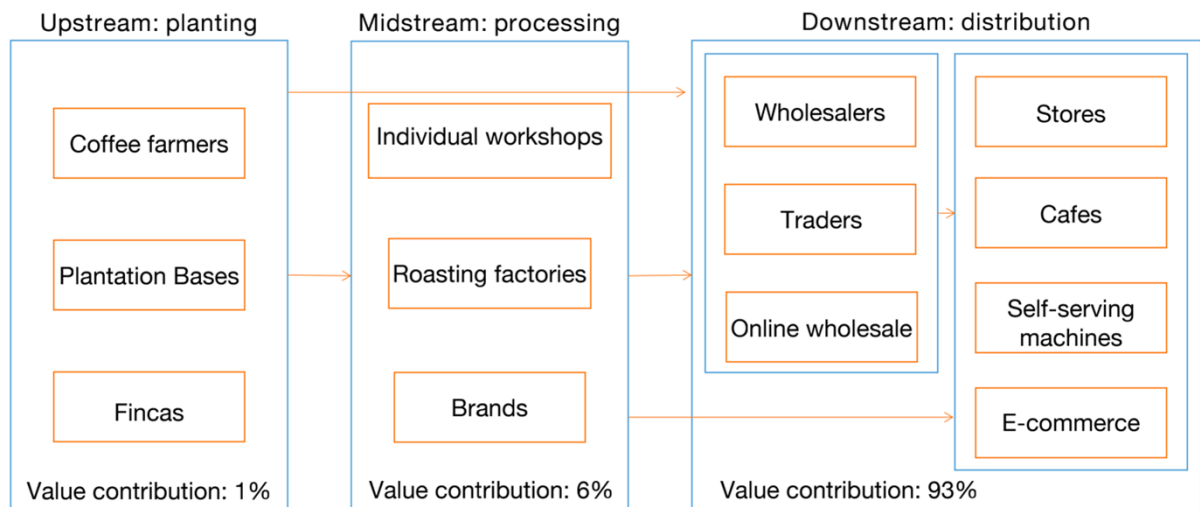 Upstream: planting
Midstream: processing
Downstream: distribution
Coffee farmers
Plantation Bases
Fincas
Value contribution: 1%
Individual workshops
Roasting factories
Brands
Value contribution: 6%
Wholesalers
Traders
Online wholesale
Stores
Cafes
Self-serving
machines
E-commerce
Value contribution: 93%